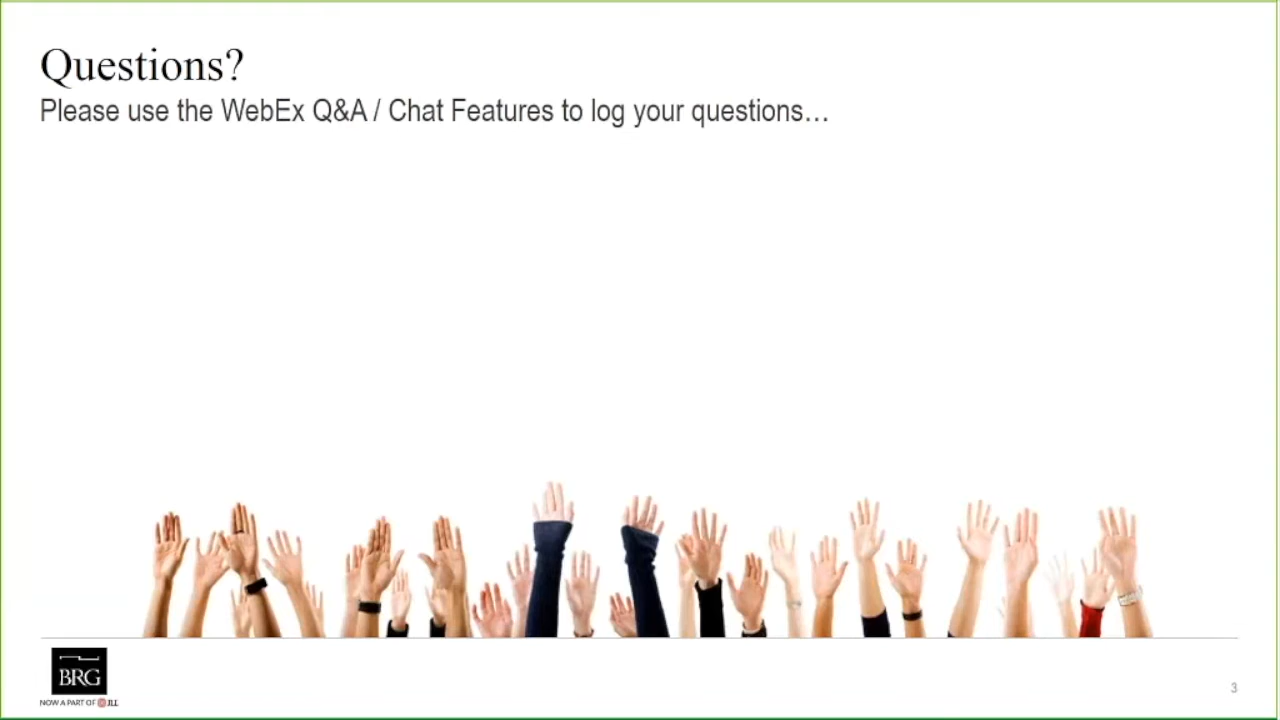 Questions?
Please use the WebEx Q&A / Chat Features to log your questions…
BRG
NOW A PART OF JLL
3